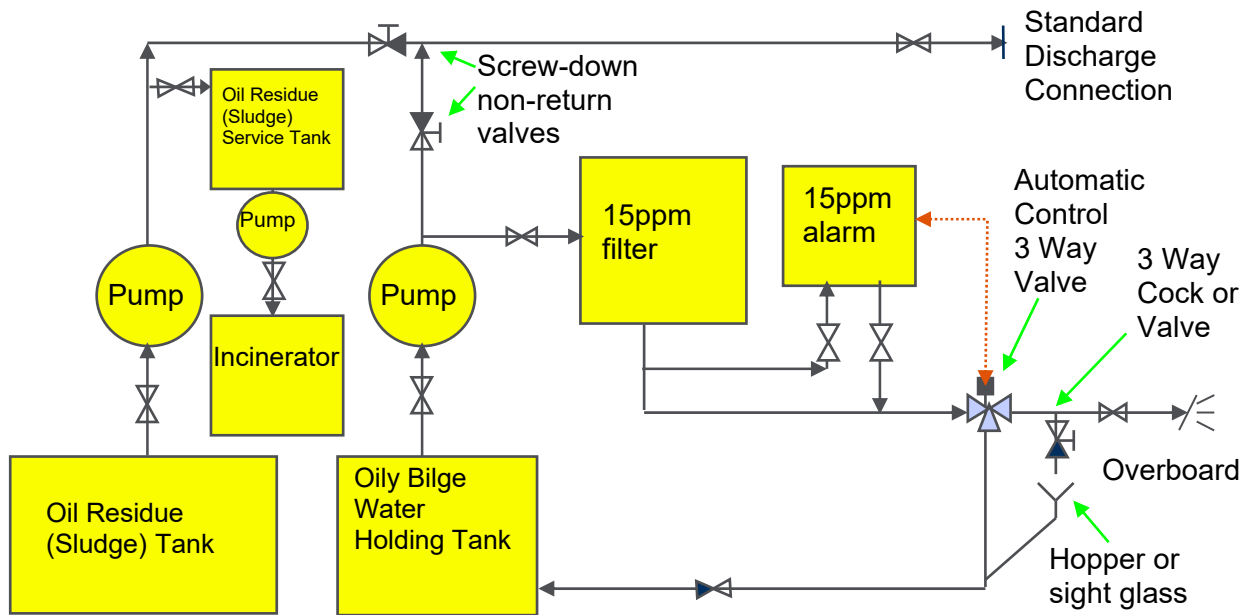 Standard
Discharge
Connection
Screw-down
non-return
valves
Oil Residue
(Sludge)
Service Tank
Pump
Pump
Pump
Incinerator
15ppm
filter
15ppm
alarm
Automatic
Control
3 Way
Valve
3 Way
Cock or
Valve
Oil Residue
(Sludge) Tank
Oily Bilge
Water
Holding Tank
Overboard
Hopper or
sight glass